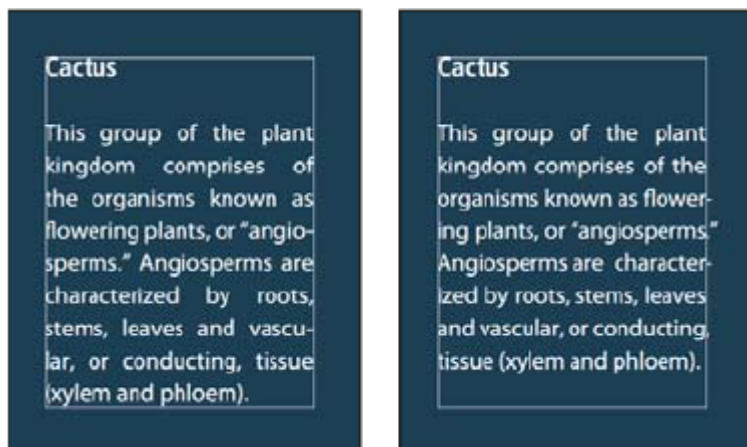 Cactus
This group of the plant
kingdom comprises of
the organisms known as
flowering plants, or “angio-
sperms.” Angiosperms are
characterized by roots,
stems, leaves and vascu-
lar, or conducting, tissue
(xylem and phloem).
Cactus
This group of the plant
kingdom comprises of the
organisms known as flower-
ing plants, or “angiosperms.”
Angiosperms are character-
ized by roots, stems, leaves
and vascular, or conducting,
tissue (xylem and phloem).